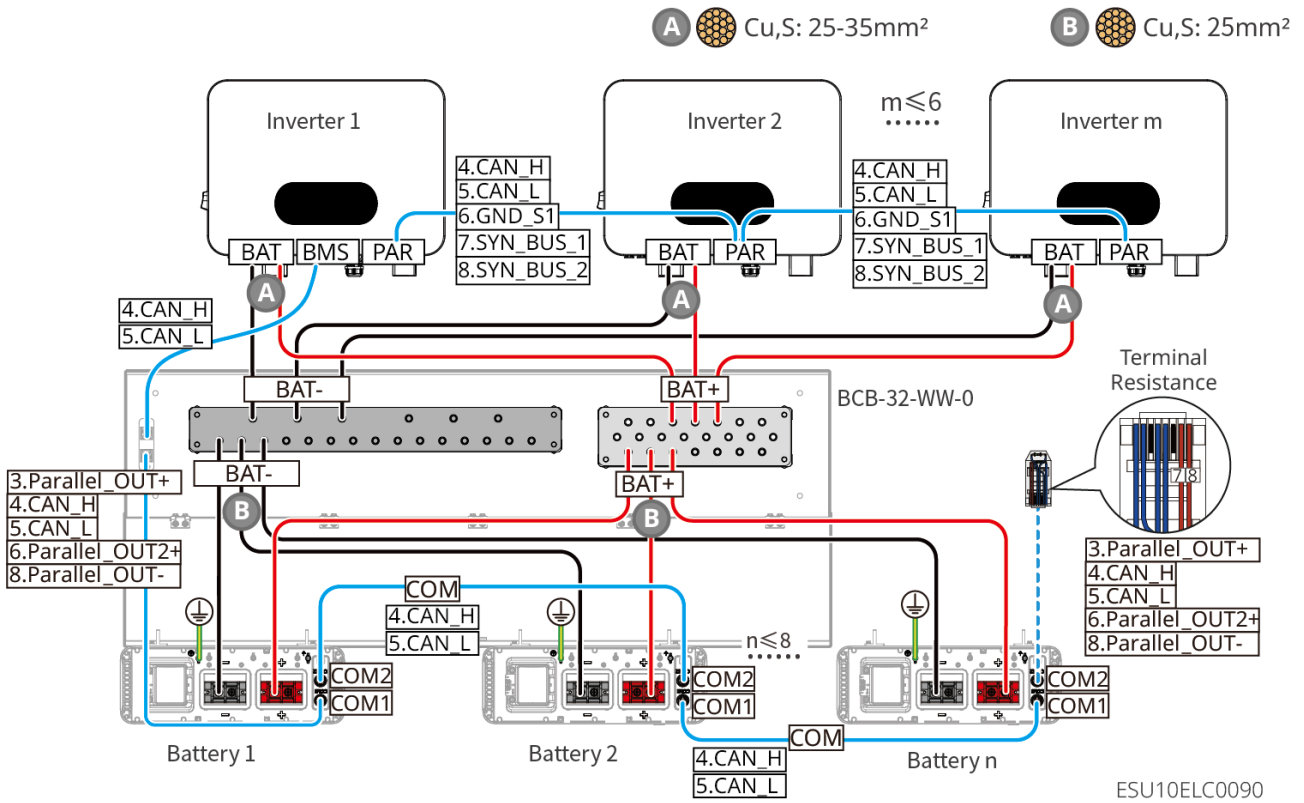 A Cu,S: 25-35mm²
B Cu,S: 25mm²
Inverter 1
Inverter 2
m≤6
Inverter m
4.CAN_H
5.CAN_L
6.GND_S1
7.SYN_BUS_1
8.SYN_BUS_2
4.CAN_H
5.CAN_L
6.GND_S1
7.SYN_BUS_1
8.SYN_BUS_2
BAT BMS PAR
BAT PAR
BAT PAR
A
A
A
4.CAN_H
5.CAN_L
BAT-
BAT+
BCB-32-WW-0
Terminal
Resistance
7 8
BAT-
BAT+
B
B
3.Parallel_OUT+
4.CAN_H
5.CAN_L
6.Parallel_OUT2+
8.Parallel_OUT-
3.Parallel_OUT+
4.CAN_H
5.CAN_L
6.Parallel_OUT2+
8.Parallel_OUT-
COM
4.CAN_H
5.CAN_L
n≤8
COM2
COM1
COM2
COM1
COM2
COM1
Battery 1
Battery 2
COM
4.CAN_H
5.CAN_L
Battery n
ESU10ELC0090